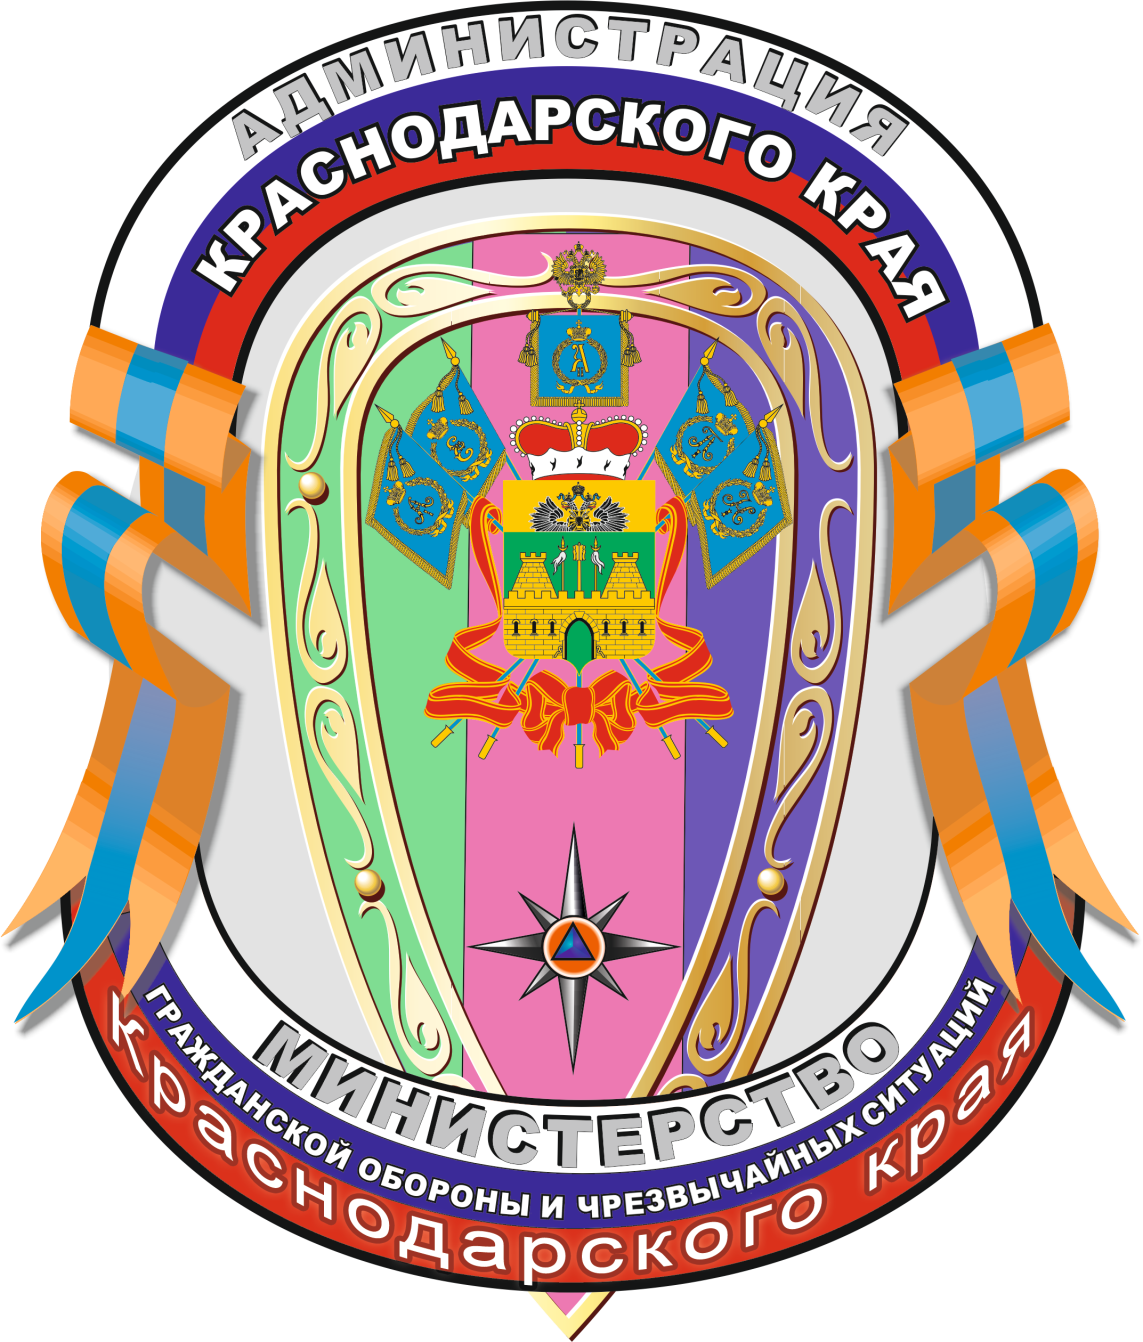 АДМИНИСТРАЦИЯ
КРАСНОДАРСКОГО КРАЯ
А
МИНИСТЕРСТВО
ГРАЖДАНСКОЙ ОБОРОНЫ И ЧРЕЗВЫЧАЙНЫХ СИТУАЦИЙ
Краснодарского края